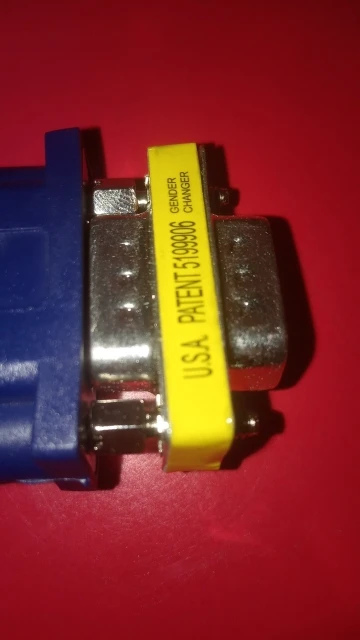 U.S.A. PATENT 5199906
GENDER
CHANGER